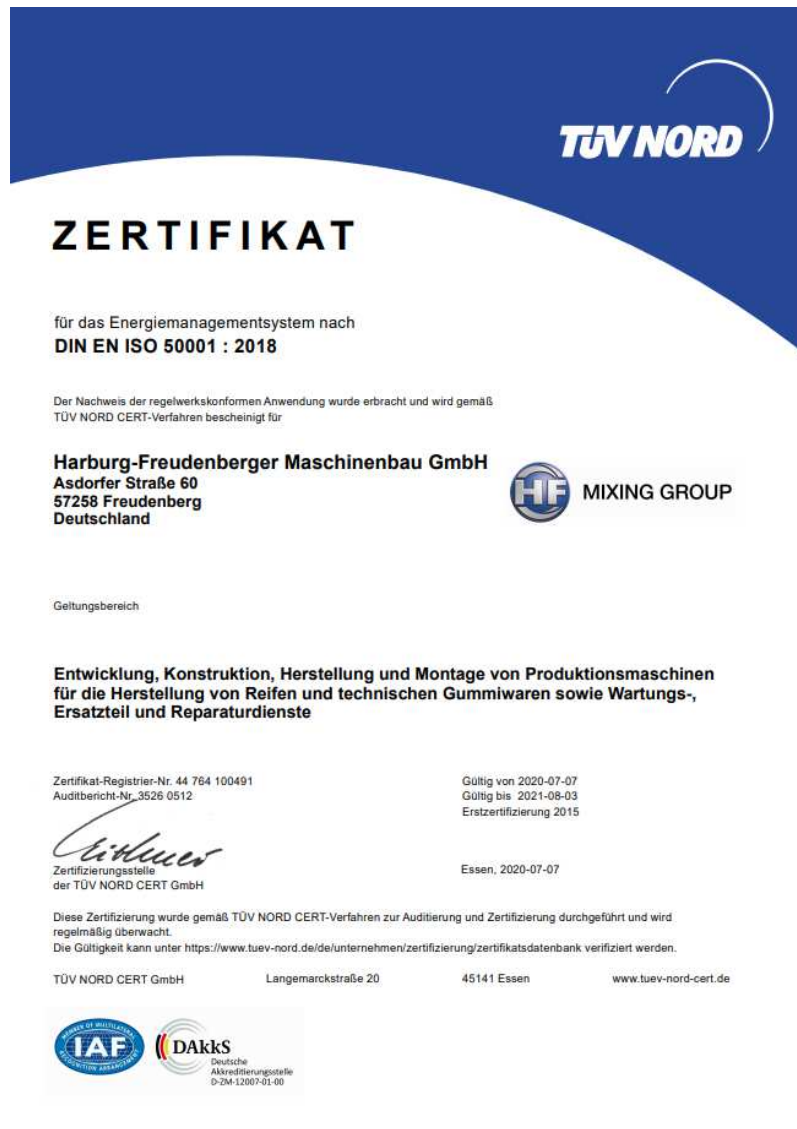 TÜV NORD
ZERTIFIKAT
für das Energiemanagementsystem nach
DIN EN ISO 50001 : 2018
Der Nachweis der regelwerkskonformen Anwendung wurde erbracht und wird gemäß
TÜV NORD CERT-Verfahren bescheinigt für
Harburg-Freudenberger Maschinenbau GmbH
Asdorfer Straße 60
57258 Freudenberg
Deutschland
HF MIXING GROUP
Geltungsbereich
Entwicklung, Konstruktion, Herstellung und Montage von Produktionsmaschinen
für die Herstellung von Reifen und technischen Gummiwaren sowie Wartungs-,
Ersatzteil und Reparaturdienste
Zertifikat-Registrier-Nr. 44 764 100491
Auditbericht-Nr. 3526 0512
Gültig von 2020-07-07
Gültig bis 2021-08-03
Erstzertifizierung 2015
Zertifizierungsstelle
der TÜV NORD CERT GmbH
Essen, 2020-07-07
Diese Zertifizierung wurde gemäß TÜV NORD CERT-Verfahren zur Auditierung und Zertifizierung durchgeführt und wird
regelmäßig überwacht.
Die Gültigkeit kann unter https://www.tuev-nord.de/de/unternehmen/zertifizierung/zertifikatsdatenbank verifiziert werden.
TÜV NORD CERT GmbH Langemarckstraße 20 45141 Essen www.tuev-nord-cert.de
MEMBER OF MULTILATERAL
RECOGNITION ARRANGEMENT
IAF
DAkkS
Deutsche
Akkreditierungsstelle
D-ZM-12007-01-00